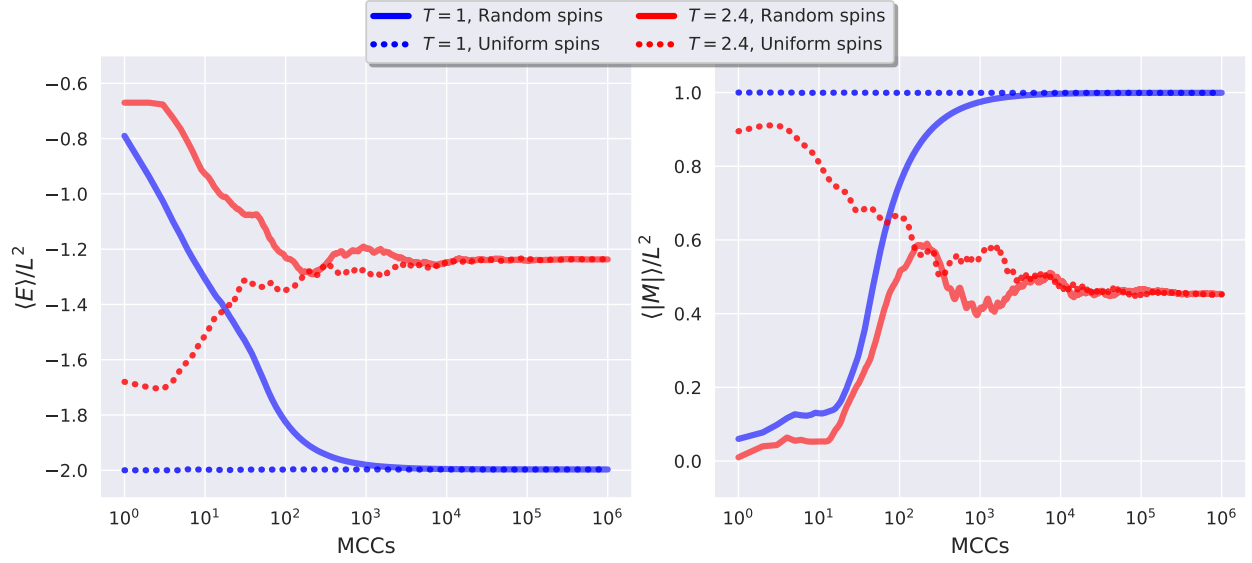 T = 1, Random spins
T = 1, Uniform spins
T = 2.4, Random spins
T = 2.4, Uniform spins
⟨E⟩/L²
−0.6
−0.8
−1.0
−1.2
−1.4
−1.6
−1.8
−2.0
10⁰ 10¹ 10² 10³ 10⁴ 10⁵ 10⁶
MCCs
⟨|M|⟩/L²
1.0
0.8
0.6
0.4
0.2
0.0
10⁰ 10¹ 10² 10³ 10⁴ 10⁵ 10⁶
MCCs